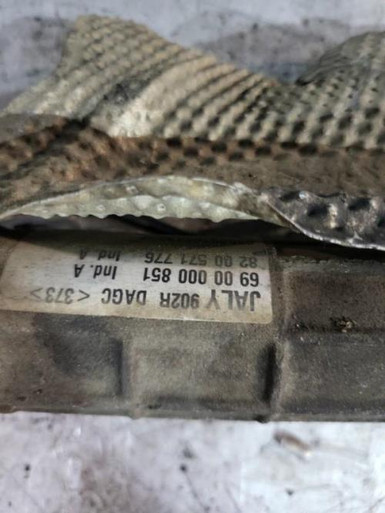 JALY 902R DAGC <373>
69 00 000 851 Ind. A
82 00 571 776 Ind. A